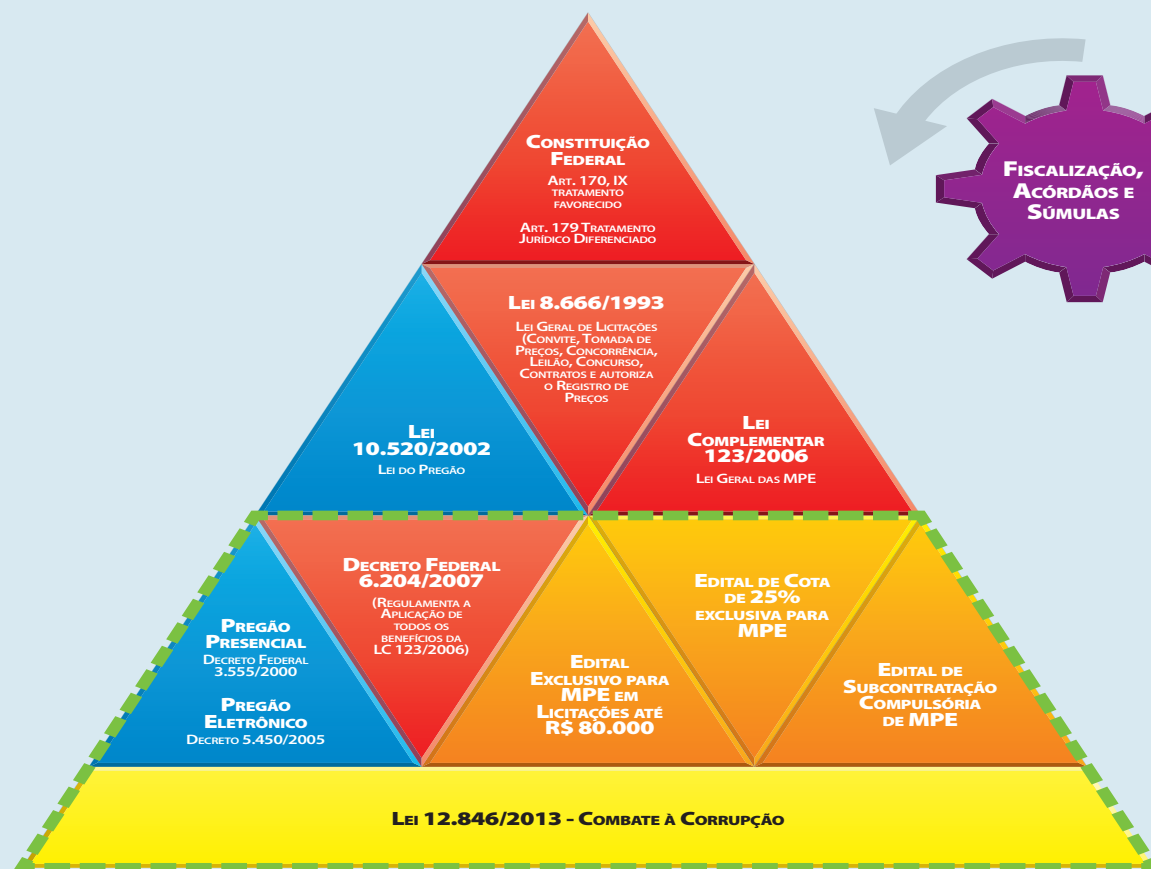 Constituição
Federal
Art. 170, IX
tratamento
favorecido
Art. 179 Tratamento
Jurídico Diferenciado
Fiscalização,
Acórdãos e
Súmulas
Lei 8.666/1993
Lei Geral de Licitações
(Convite, Tomada de
Preços, Concorrência,
Leilão, Concurso,
Contratos e autoriza
o Registro de
Preços
Lei
10.520/2002
Lei do Pregão
Lei
Complementar
123/2006
Lei Geral das MPE
Pregão
Presencial
Decreto Federal
3.555/2000
Pregão
Eletrônico
Decreto 5.450/2005
Decreto Federal
6.204/2007
(Regulamenta a
Aplicação de
todos os
benefícios da
LC 123/2006)
Edital
Exclusivo para
MPE em
Licitações até
R$ 80.000
Edital de Cota
de 25%
exclusiva para
MPE
Edital de
Subcontratação
Compulsória
de MPE
Lei 12.846/2013 - Combate à Corrupção